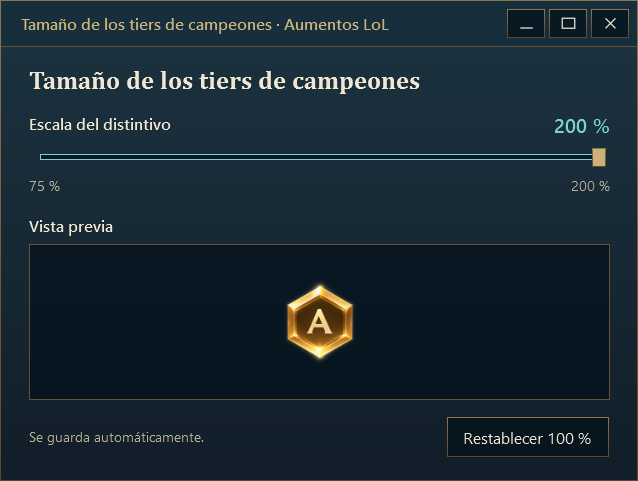 Tamaño de los tiers de campeones · Aumentos LoL
Tamaño de los tiers de campeones
Escala del distintivo
200 %
75 %
200 %
Vista previa
A
Se guarda automáticamente.
Restablecer 100 %